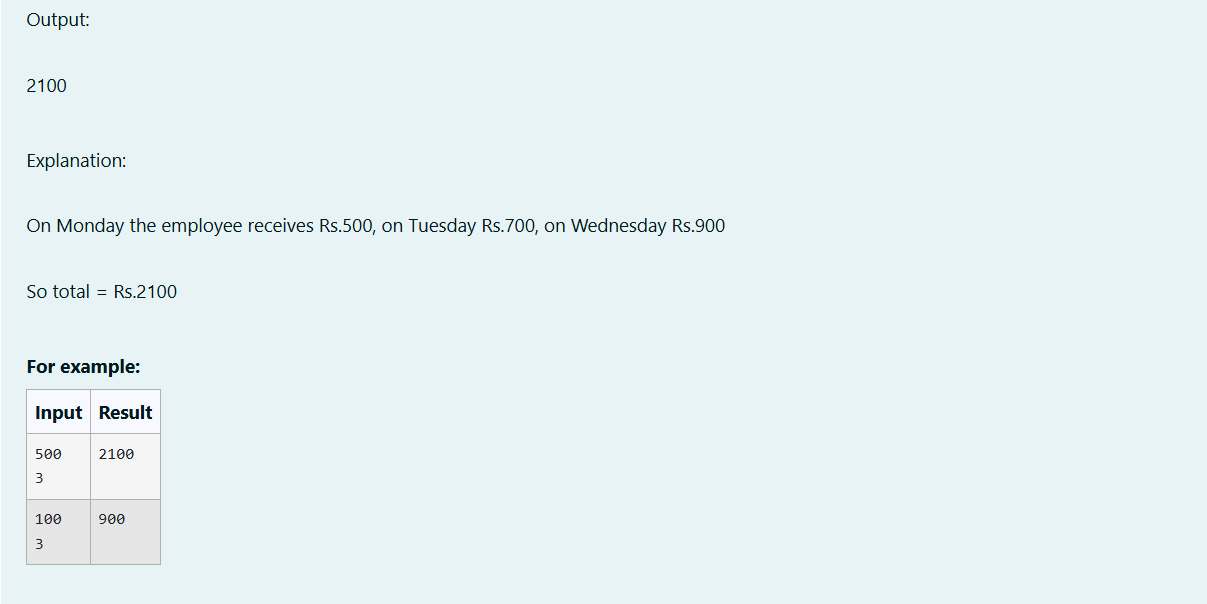 Output:
2100
Explanation:
On Monday the employee receives Rs.500, on Tuesday Rs.700, on Wednesday Rs.900
So total = Rs.2100
For example:
Input Result
500 2100
3
100 900
3